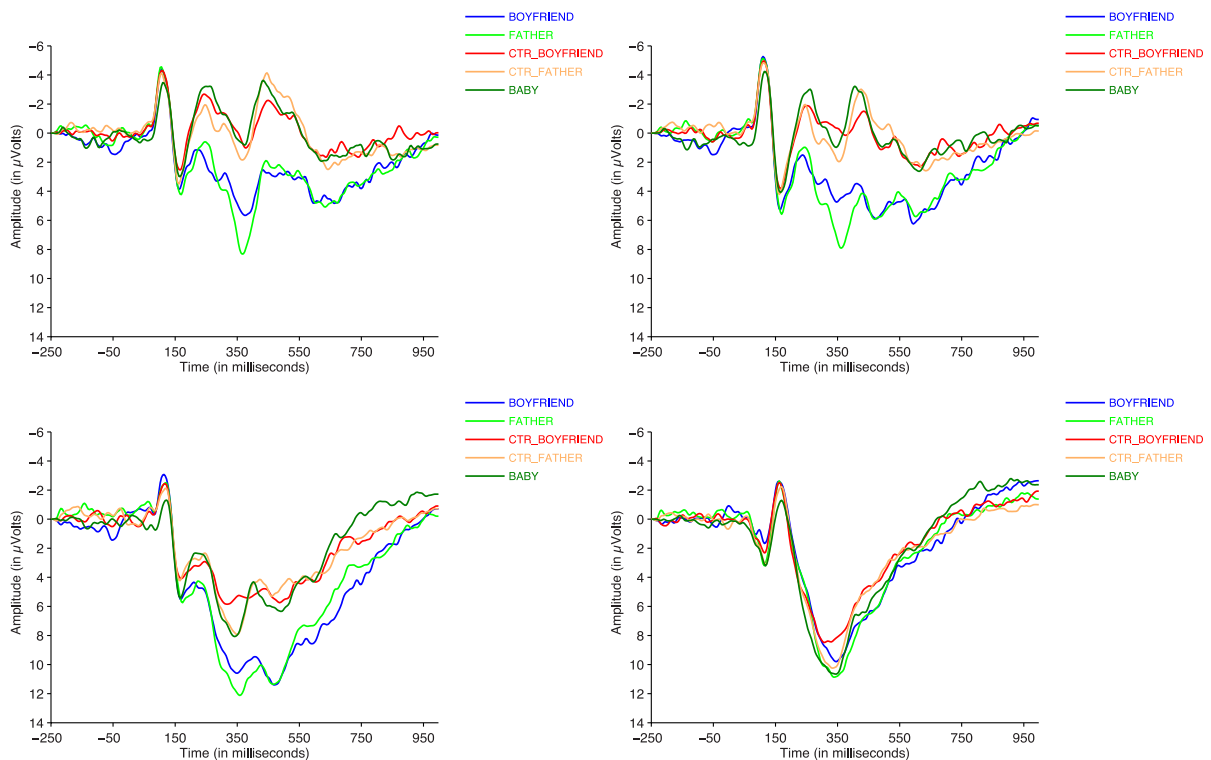 BOYFRIEND
FATHER
CTR_BOYFRIEND
CTR_FATHER
BABY
−6
−4
−2
0
2
4
6
8
10
12
14
Amplitude (in µVolts)
−250 −50 150 350 550 750 950
Time (in milliseconds)
BOYFRIEND
FATHER
CTR_BOYFRIEND
CTR_FATHER
BABY
−6
−4
−2
0
2
4
6
8
10
12
14
Amplitude (in µVolts)
−250 −50 150 350 550 750 950
Time (in milliseconds)
BOYFRIEND
FATHER
CTR_BOYFRIEND
CTR_FATHER
BABY
−6
−4
−2
0
2
4
6
8
10
12
14
Amplitude (in µVolts)
−250 −50 150 350 550 750 950
Time (in milliseconds)
BOYFRIEND
FATHER
CTR_BOYFRIEND
CTR_FATHER
BABY
−6
−4
−2
0
2
4
6
8
10
12
14
Amplitude (in µVolts)
−250 −50 150 350 550 750 950
Time (in milliseconds)